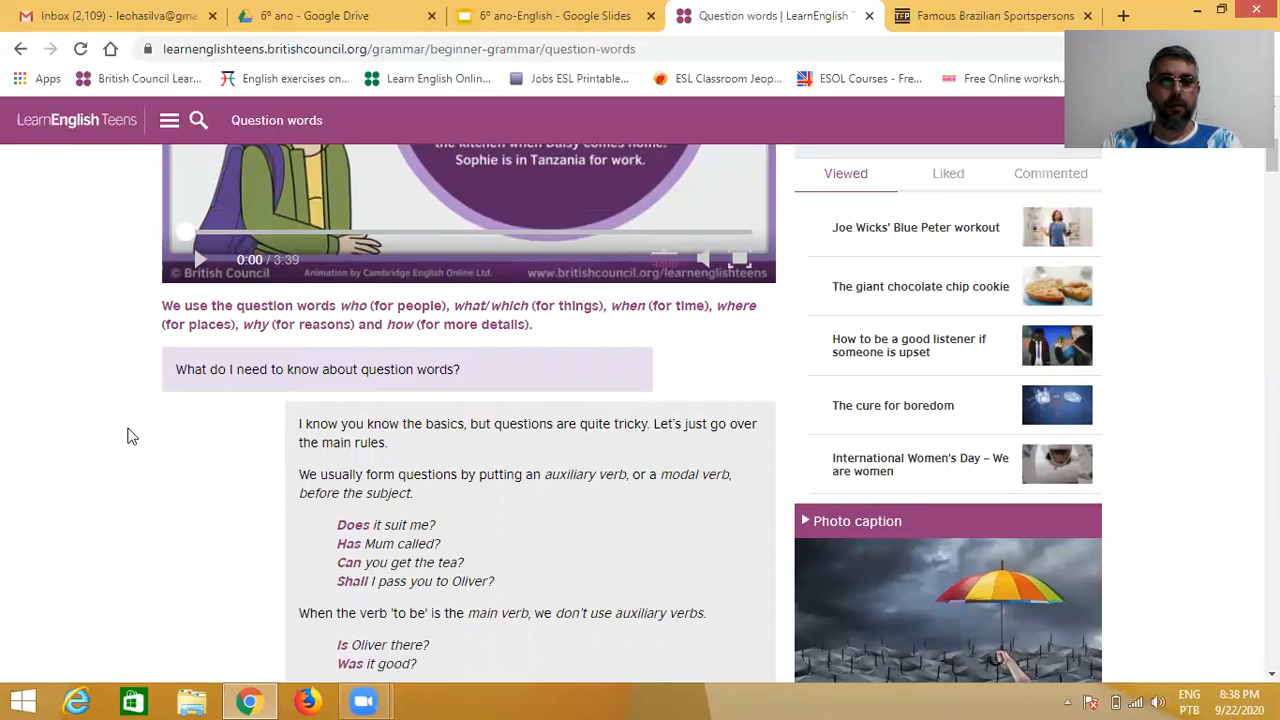 Inbox (2,109) - leohasilva@gma
6º ano - Google Drive
6º ano-English - Google Slides
Question words | LearnEnglish T
Famous Brazilian Sportspersons
learnenglishteens.britishcouncil.org/grammar/beginner-grammar/question-words
Apps
British Council Lear...
English exercises on...
Learn English Onlin...
Jobs ESL Printable...
ESL Classroom Jeop...
ESOL Courses - Fre...
Free Online worksh...
LearnEnglish Teens
Question words
the kitchen when Daisy comes home.
Sophie is in Tanzania for work.
0:00 / 3:39
© British Council
Animation by Cambridge English Online Ltd.
www.britishcouncil.org/learnenglishteens
We use the question words who (for people), what/which (for things), when (for time), where
(for places), why (for reasons) and how (for more details).
What do I need to know about question words?
I know you know the basics, but questions are quite tricky. Let's just go over
the main rules.
We usually form questions by putting an auxiliary verb, or a modal verb,
before the subject.
Does it suit me?
Has Mum called?
Can you get the tea?
Shall I pass you to Oliver?
When the verb 'to be' is the main verb, we don't use auxiliary verbs.
Is Oliver there?
Was it good?
Viewed
Liked
Commented
Joe Wicks' Blue Peter workout
The giant chocolate chip cookie
How to be a good listener if
someone is upset
The cure for boredom
International Women's Day – We
are women
Photo caption
ENG
PTB
8:38 PM
9/22/2020